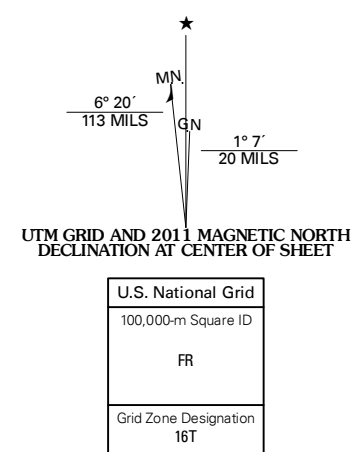 ★
MN.
6° 20´
113 MILS
GN
1° 7´
20 MILS
UTM GRID AND 2011 MAGNETIC NORTH
DECLINATION AT CENTER OF SHEET
U.S. National Grid
100,000-m Square ID
FR
Grid Zone Designation
16T